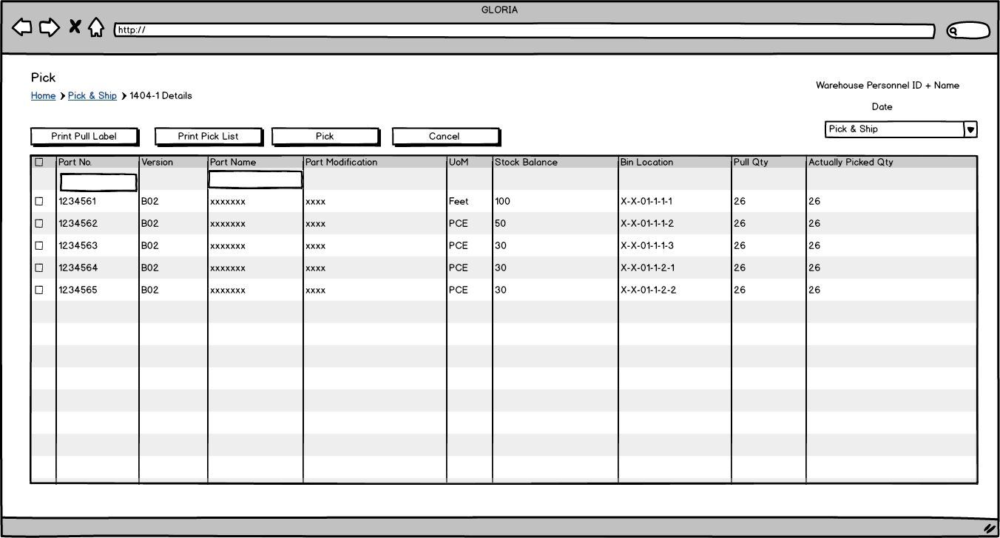 GLORIA
http://
Pick
Home Pick & Ship 1404-1 Details
Warehouse Personnel ID + Name
Date
Pick & Ship
Print Pull Label Print Pick List Pick Cancel
Part No. Version Part Name Part Modification UoM Stock Balance Bin Location Pull Qty Actually Picked Qty
1234561 B02 xxxxxxx xxxx Feet 100 X-X-01-1-1-1 26 26
1234562 B02 xxxxxxx xxxx PCE 50 X-X-01-1-1-2 26 26
1234563 B02 xxxxxxx xxxx PCE 30 X-X-01-1-1-3 26 26
1234564 B02 xxxxxxx xxxx PCE 30 X-X-01-1-2-1 26 26
1234565 B02 xxxxxxx xxxx PCE 30 X-X-01-1-2-2 26 26